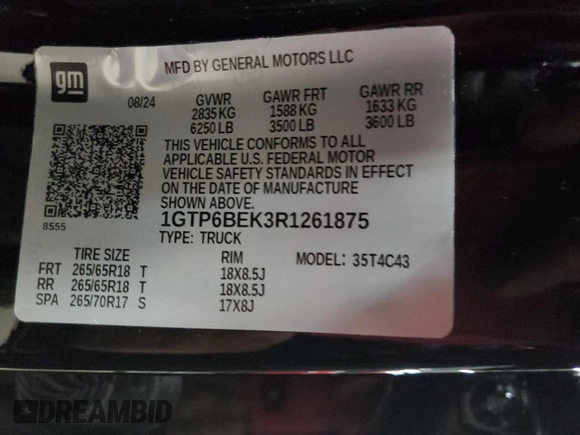 gm
MFD BY GENERAL MOTORS LLC
08/24 GVWR GAWR FRT GAWR RR
2835 KG 1588 KG 1633 KG
6250 LB 3500 LB 3600 LB
THIS VEHICLE CONFORMS TO ALL
APPLICABLE U.S. FEDERAL MOTOR
VEHICLE SAFETY STANDARDS IN EFFECT
ON THE DATE OF MANUFACTURE
SHOWN ABOVE.
8555
1GTP6BEK3R1261875
TYPE: TRUCK
TIRE SIZE RIM MODEL: 35T4C43
FRT 265/65R18 T 18X8.5J
RR 265/65R18 T 18X8.5J
SPA 265/70R17 S 17X8J
DREAMBID